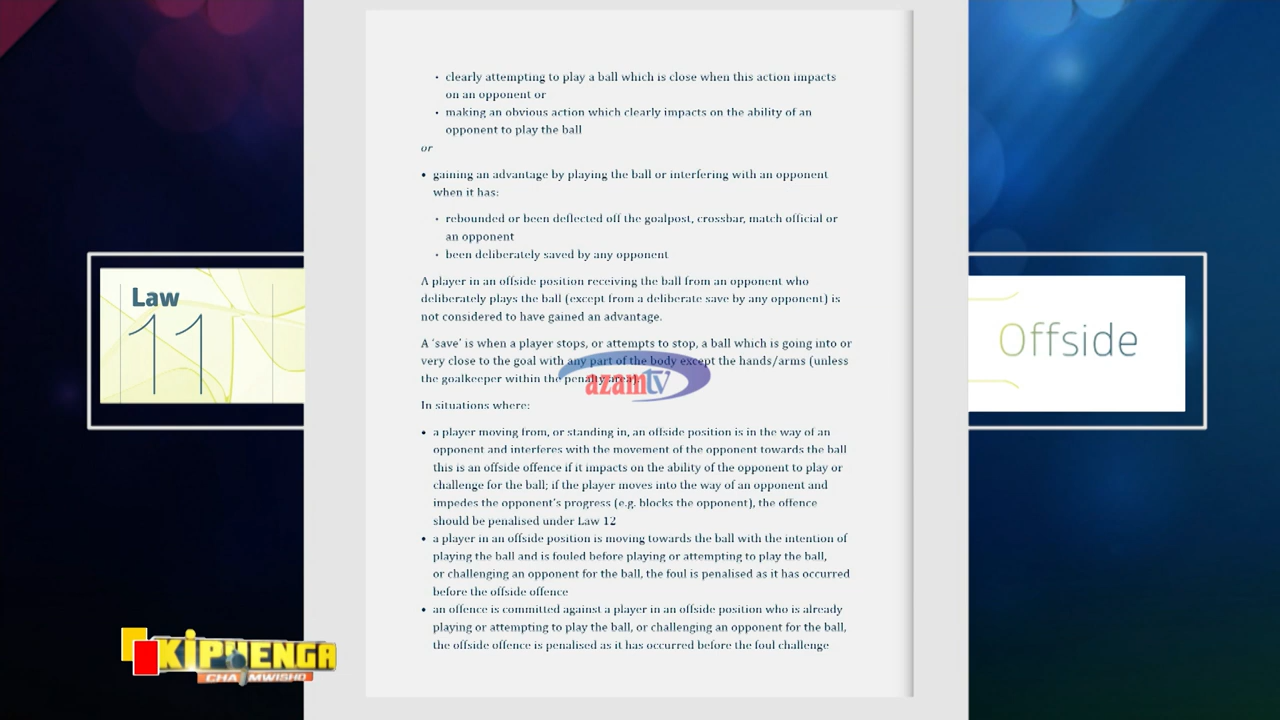 • clearly attempting to play a ball which is close when this action impacts
on an opponent or
• making an obvious action which clearly impacts on the ability of an
opponent to play the ball
or
• gaining an advantage by playing the ball or interfering with an opponent
when it has:
• rebounded or been deflected off the goalpost, crossbar, match official or
an opponent
• been deliberately saved by any opponent
A player in an offside position receiving the ball from an opponent who
deliberately plays the ball (except from a deliberate save by any opponent) is
not considered to have gained an advantage.
A ‘save’ is when a player stops, or attempts to stop, a ball which is going into or
very close to the goal with any part of the body except the hands/arms (unless
the goalkeeper within the penalty area).
In situations where:
• a player moving from, or standing in, an offside position is in the way of an
opponent and interferes with the movement of the opponent towards the ball
this is an offside offence if it impacts on the ability of the opponent to play or
challenge for the ball; if the player moves into the way of an opponent and
impedes the opponent’s progress (e.g. blocks the opponent), the offence
should be penalised under Law 12
• a player in an offside position is moving towards the ball with the intention of
playing the ball and is fouled before playing or attempting to play the ball,
or challenging an opponent for the ball, the foul is penalised as it has occurred
before the offside offence
• an offence is committed against a player in an offside position who is already
playing or attempting to play the ball, or challenging an opponent for the ball,
the offside offence is penalised as it has occurred before the foul challenge
Law
11
Offside
azamtv
KIPYENGA
CHA MWISHO